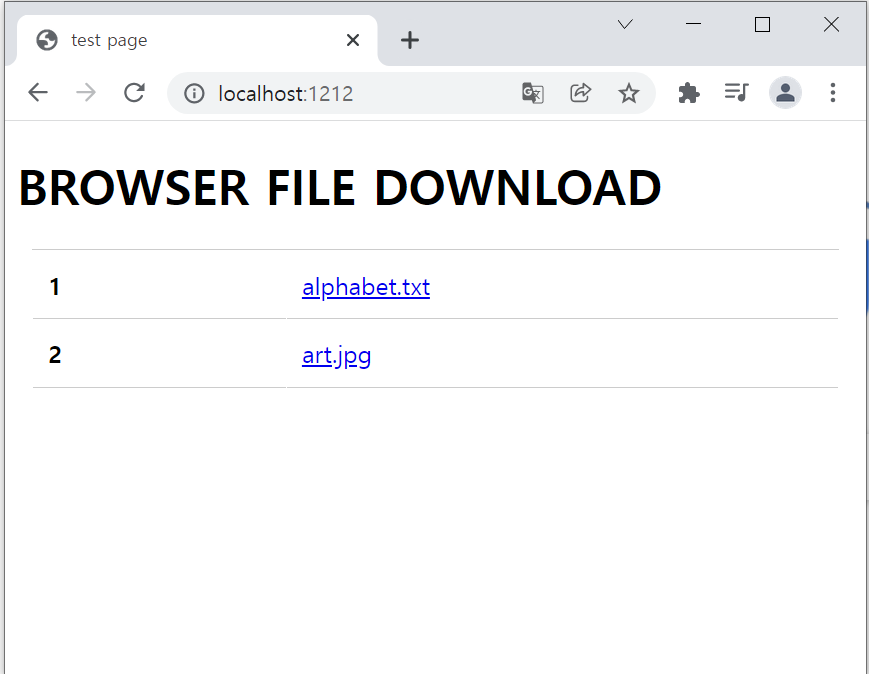 test page
localhost:1212
BROWSER FILE DOWNLOAD
1 alphabet.txt
2 art.jpg